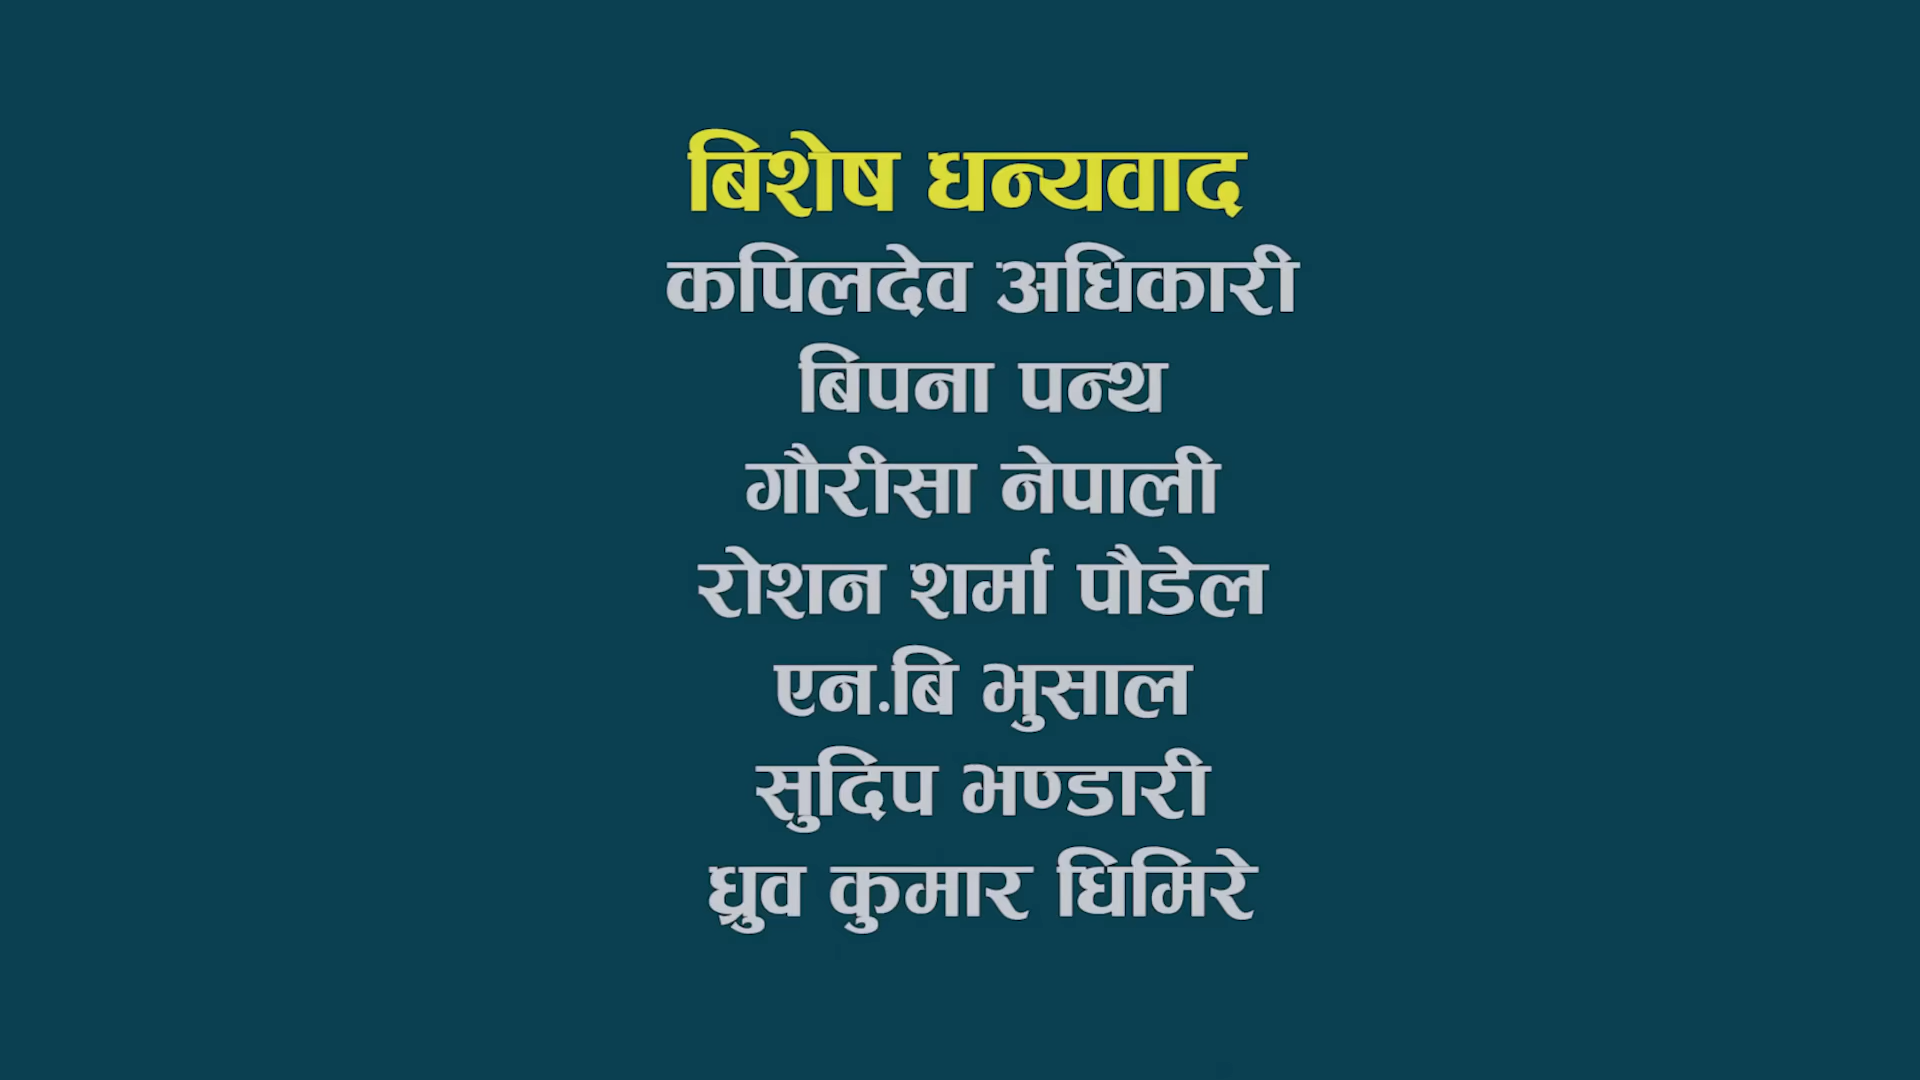 बिशेष धन्यवाद
कपिलदेव अधिकारी
बिपना पन्थ
गौरीसा नेपाली
रोशन शर्मा पौडेल
एन.बि भुसाल
सुदिप भण्डारी
ध्रुव कुमार धिमिरे